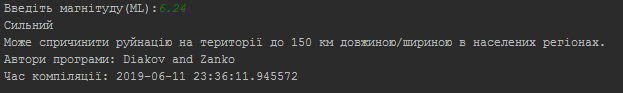 Введіть магнітуду(ML):6.24
Сильний
Може спричинити руйнацію на території до 150 км довжиною/шириною в населених регіонах.
Автори програми: Diakov and Zanko
Час компіляції: 2019-06-11 23:36:11.945572